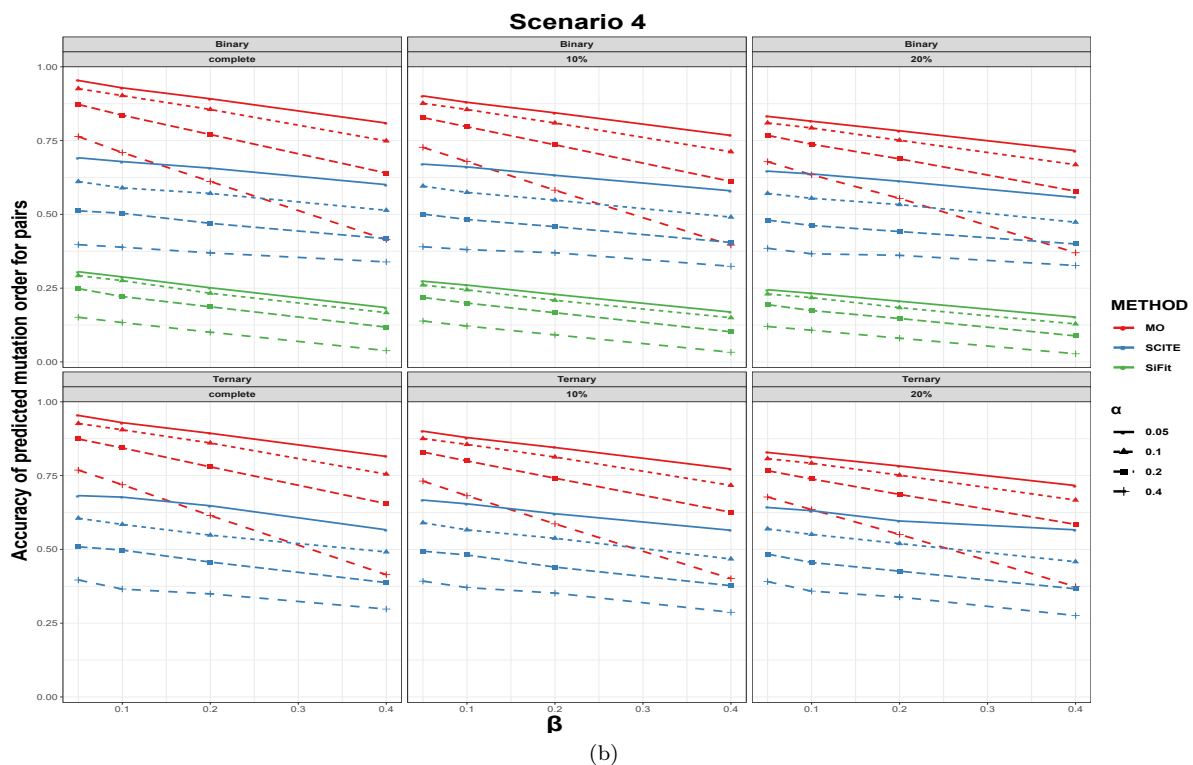 Scenario 4
Binary
Binary
Binary
complete
10%
20%
1.00
0.75
0.50
0.25
0.00
Ternary
Ternary
Ternary
complete
10%
20%
1.00
0.75
0.50
0.25
0.00
0.1 0.2 0.3 0.4
0.1 0.2 0.3 0.4
0.1 0.2 0.3 0.4
β
Accuracy of predicted mutation order for pairs
METHOD
MO
SCITE
SiFit
α
0.05
0.1
0.2
0.4
(b)